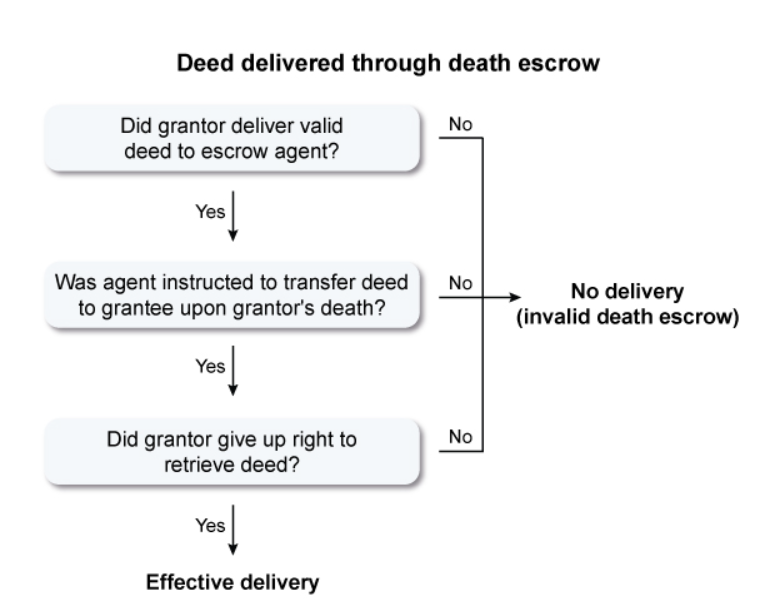 Deed delivered through death escrow
Did grantor deliver valid
deed to escrow agent?
No
Yes
Was agent instructed to transfer deed
to grantee upon grantor's death?
No
No delivery
(invalid death escrow)
Yes
Did grantor give up right to
retrieve deed?
No
Yes
Effective delivery